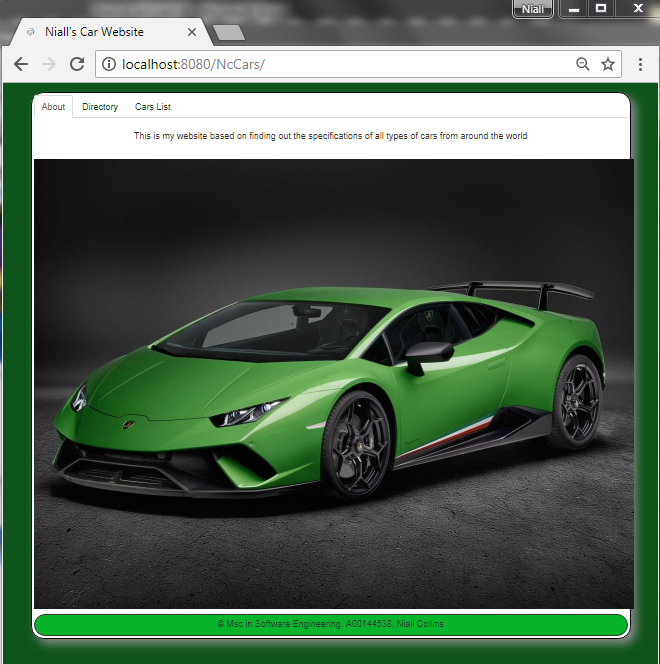 Niall
Niall's Car Website
localhost:8080/NcCars/
About Directory Cars List
This is my website based on finding out the specifications of all types of cars from around the world
© Msc in Software Engineering A00144538 Niall Collins